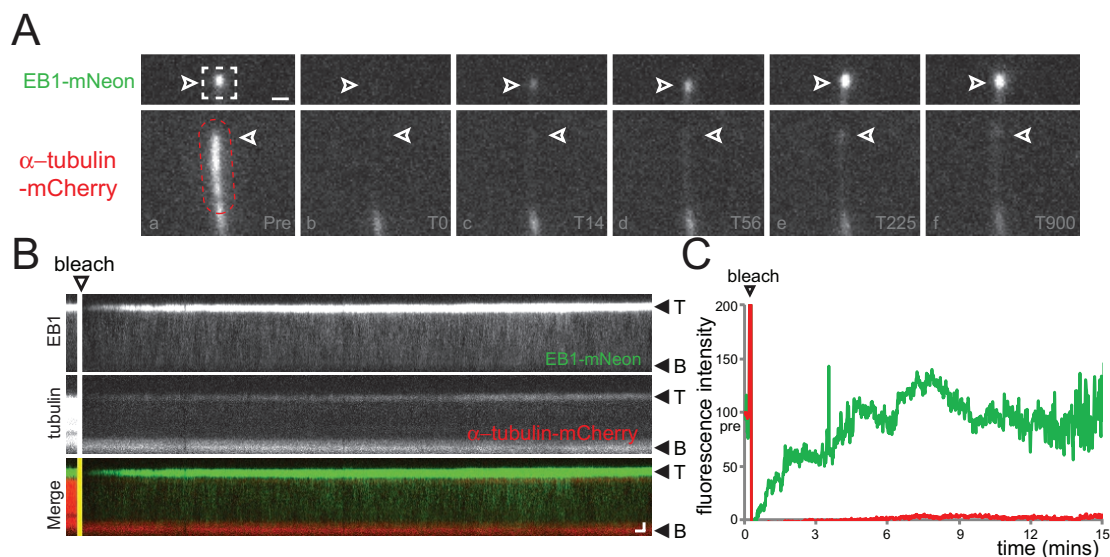 A
EB1-mNeon
α–tubulin
-mCherry
a Pre b T0 c T14 d T56 e T225 f T900
B
bleach
EB1
EB1-mNeon
T
B
tubulin
α-tubulin-mCherry
T
B
Merge
T
B
C
bleach
fluorescence intensity
200
150
100
pre
50
0
0 3 6 9 12 15
time (mins)